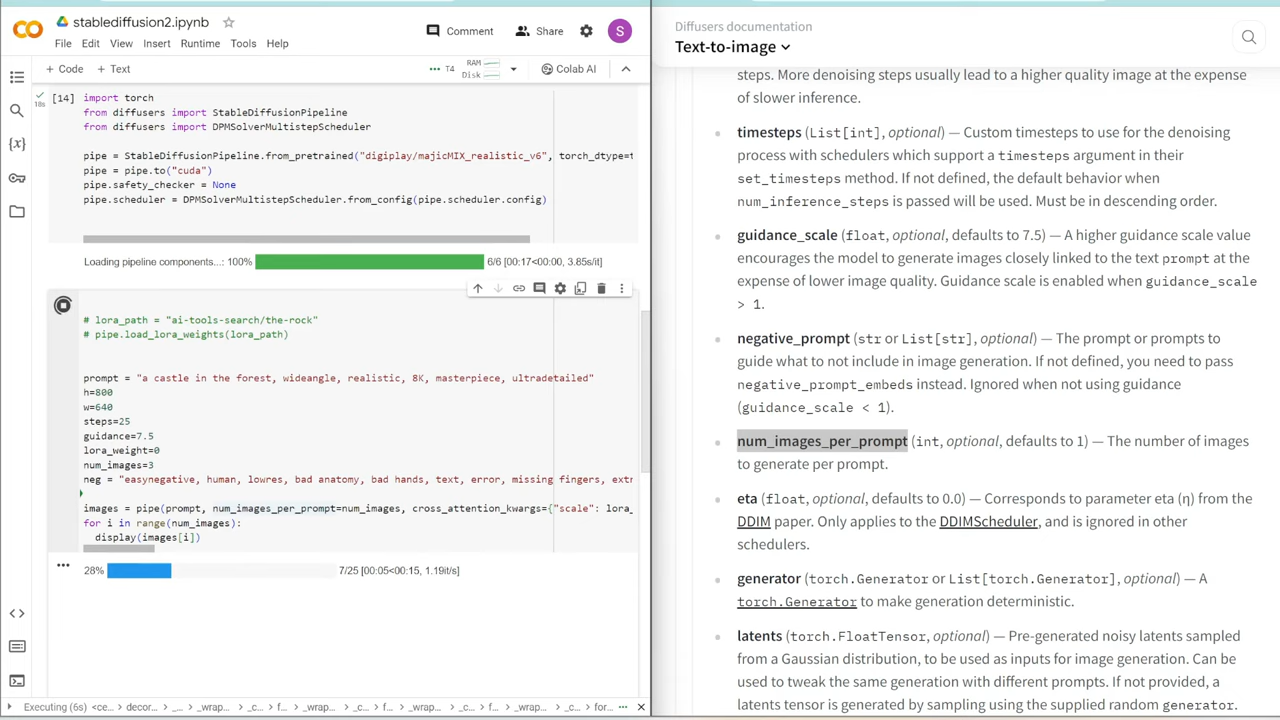 stablediffusion2.ipynb
Comment
Share
S
File Edit View Insert Runtime Tools Help
+ Code + Text
T4
RAM
Disk
Colab AI
[14]
18s
import torch
from diffusers import StableDiffusionPipeline
from diffusers import DPMSolverMultistepScheduler
pipe = StableDiffusionPipeline.from_pretrained("digiplay/majicMIX_realistic_v6", torch_dtype=t
pipe = pipe.to("cuda")
pipe.safety_checker = None
pipe.scheduler = DPMSolverMultistepScheduler.from_config(pipe.scheduler.config)
Loading pipeline components...: 100% 6/6 [00:17<00:00, 3.85s/it]
# lora_path = "ai-tools-search/the-rock"
# pipe.load_lora_weights(lora_path)
prompt = "a castle in the forest, wideangle, realistic, 8K, masterpiece, ultradetailed"
h=800
w=640
steps=25
guidance=7.5
lora_weight=0
num_images=3
neg = "easynegative, human, lowres, bad anatomy, bad hands, text, error, missing fingers, extr
images = pipe(prompt, num_images_per_prompt=num_images, cross_attention_kwargs={"scale": lora_
for i in range(num_images):
display(images[i])
28% 7/25 [00:05<00:15, 1.19it/s]
Executing (6s) <ce... decor... _... _wrap... _c... f... _wrap... _c... f... _wrap... _c... f... _wrap... _c... for...
Diffusers documentation
Text-to-image
steps. More denoising steps usually lead to a higher quality image at the expense
of slower inference.
timesteps (List[int], optional) — Custom timesteps to use for the denoising
process with schedulers which support a timesteps argument in their
set_timesteps method. If not defined, the default behavior when
num_inference_steps is passed will be used. Must be in descending order.
guidance_scale (float, optional, defaults to 7.5) — A higher guidance scale value
encourages the model to generate images closely linked to the text prompt at the
expense of lower image quality. Guidance scale is enabled when guidance_scale
> 1.
negative_prompt (str or List[str], optional) — The prompt or prompts to
guide what to not include in image generation. If not defined, you need to pass
negative_prompt_embeds instead. Ignored when not using guidance
(guidance_scale < 1).
num_images_per_prompt (int, optional, defaults to 1) — The number of images
to generate per prompt.
eta (float, optional, defaults to 0.0) — Corresponds to parameter eta (η) from the
DDIM paper. Only applies to the DDIMScheduler, and is ignored in other
schedulers.
generator (torch.Generator or List[torch.Generator], optional) — A
torch.Generator to make generation deterministic.
latents (torch.FloatTensor, optional) — Pre-generated noisy latents sampled
from a Gaussian distribution, to be used as inputs for image generation. Can be
used to tweak the same generation with different prompts. If not provided, a
latents tensor is generated by sampling using the supplied random generator.